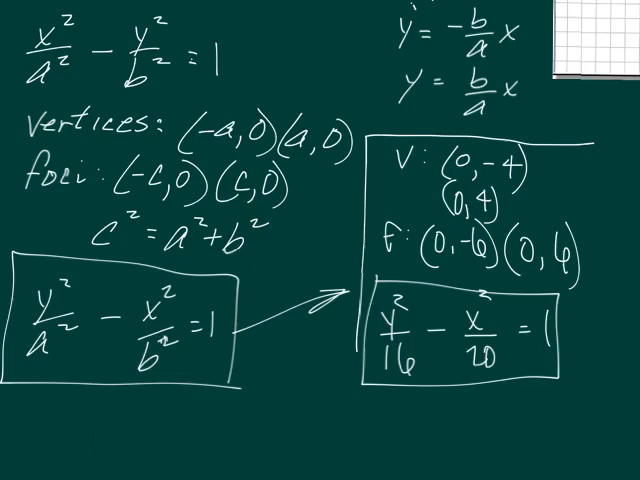 x²/a² - y²/b² = 1
y = -b/a x
y = b/a x
vertices: (-a, 0) (a, 0)
foci: (-c, 0) (c, 0)
c² = a² + b²
y²/a² - x²/b² = 1
V: (0, -4)
(0, 4)
f: (0, -6) (0, 6)
y²/16 - x²/20 = 1